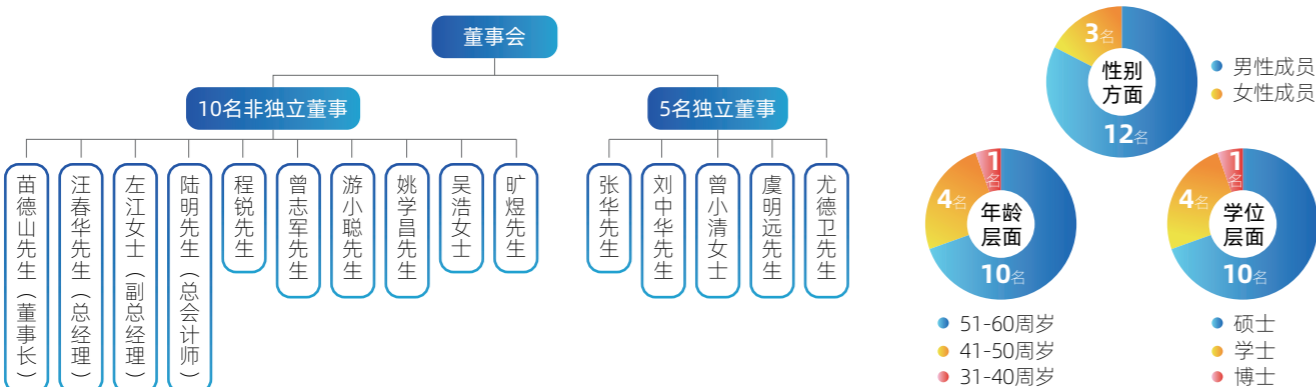 董事会
10名非独立董事
5名独立董事
苗德山先生（董事长）
汪春华先生（总经理）
左江女士（副总经理）
陆明先生（总会计师）
程锐先生
曾志军先生
游小聪先生
姚学昌先生
吴浩女士
旷煜先生
张华先生
刘中华先生
曾小清女士
虞明远先生
尤德卫先生
3名
性别
方面
12名
男性成员
女性成员
1名
4名
年龄
层面
10名
51-60周岁
41-50周岁
31-40周岁
1名
4名
学位
层面
10名
硕士
学士
博士